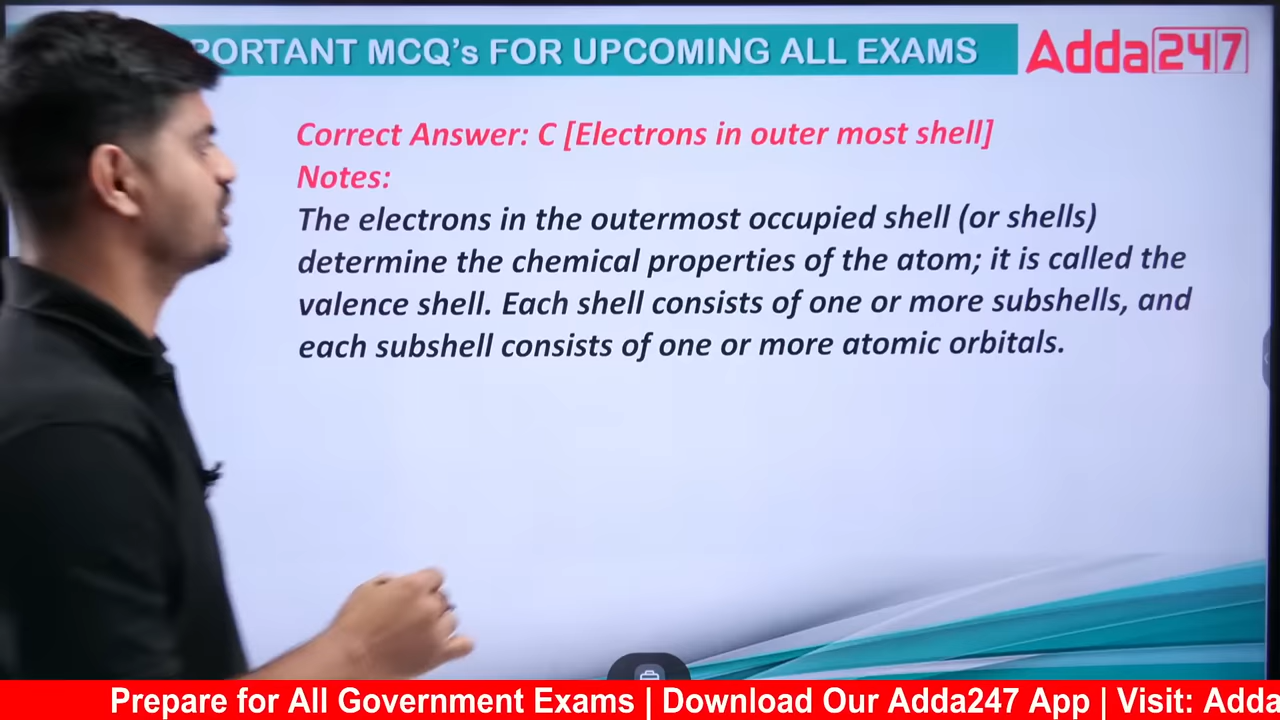 PORTANT MCQ's FOR UPCOMING ALL EXAMS
Adda247
Correct Answer: C [Electrons in outer most shell]
Notes:
The electrons in the outermost occupied shell (or shells)
determine the chemical properties of the atom; it is called the
valence shell. Each shell consists of one or more subshells, and
each subshell consists of one or more atomic orbitals.
Prepare for All Government Exams | Download Our Adda247 App | Visit: Adda